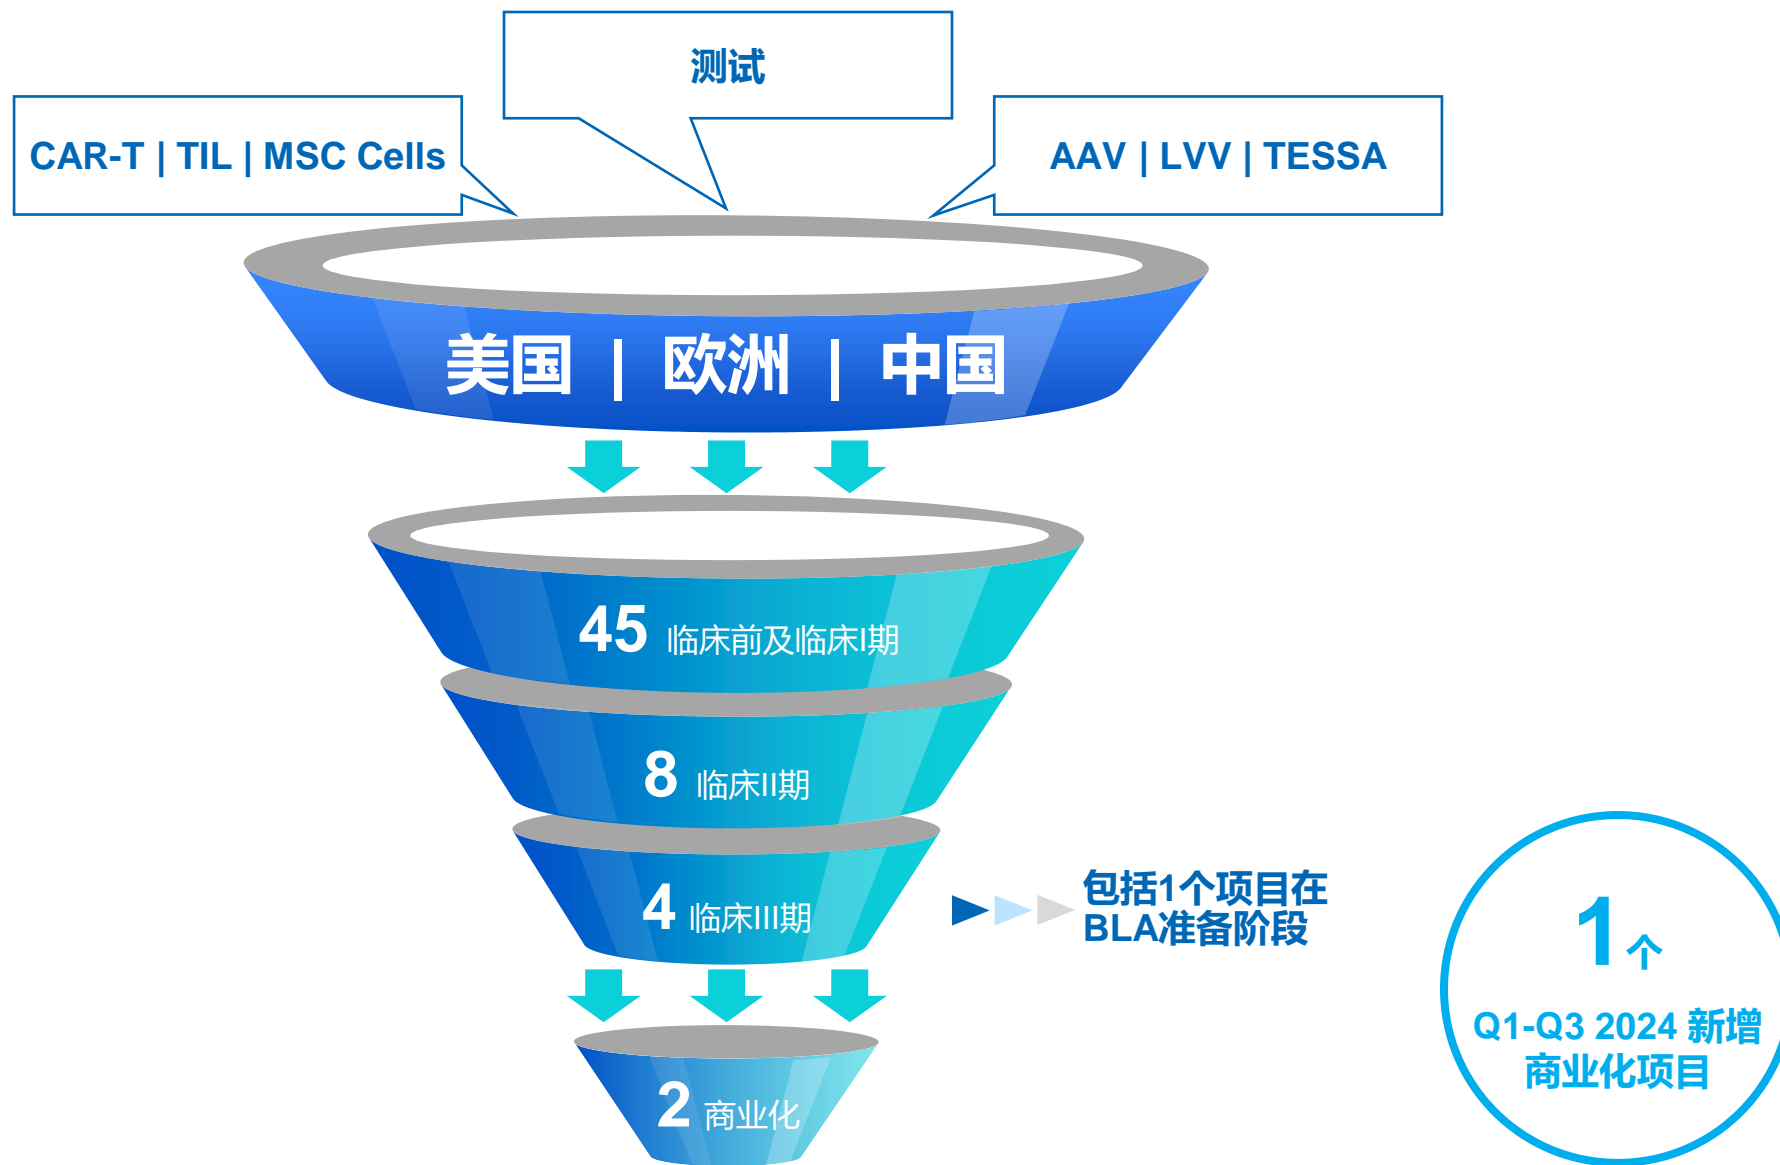 测试
CAR-T | TIL | MSC Cells
AAV | LVV | TESSA
美国 | 欧洲 | 中国
45 临床前及临床I期
8 临床II期
4 临床III期
包括1个项目在
BLA准备阶段
2 商业化
1个
Q1-Q3 2024 新增
商业化项目